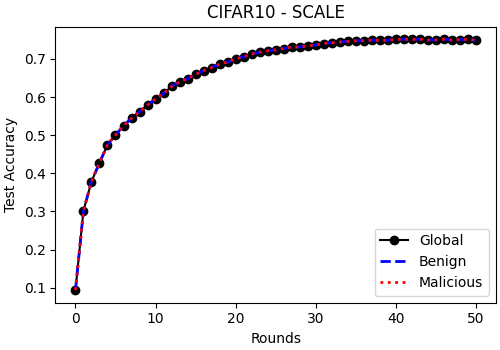 CIFAR10 - SCALE
Test Accuracy
0.7
0.6
0.5
0.4
0.3
0.2
0.1
Global
Benign
Malicious
0 10 20 30 40 50
Rounds